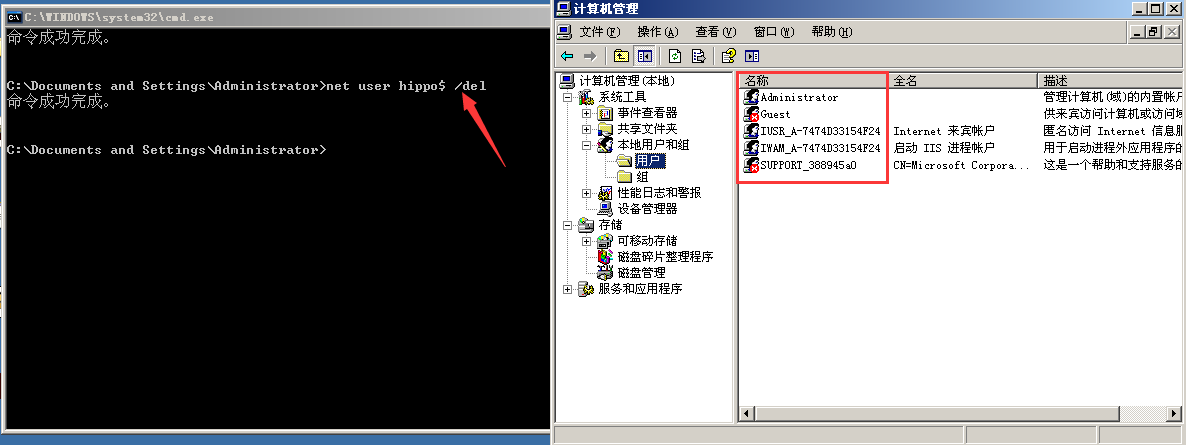 C:\WINDOWS\system32\cmd.exe
命令成功完成。
C:\Documents and Settings\Administrator>net user hippo$ /del
命令成功完成。
C:\Documents and Settings\Administrator>
计算机管理
文件(F) 操作(A) 查看(V) 窗口(W) 帮助(H)
计算机管理(本地)
系统工具
事件查看器
共享文件夹
本地用户和组
用户
组
性能日志和警报
设备管理器
存储
可移动存储
磁盘碎片整理程序
磁盘管理
服务和应用程序
名称 全名 描述
Administrator 管理计算机(域)的内置帐户
Guest 供来宾访问计算机或访问域
IUSR_A-7474D33154F24 Internet 来宾帐户 匿名访问 Internet 信息服
IWAM_A-7474D33154F24 启动 IIS 进程帐户 用于启动进程外应用程序的
SUPPORT_388945a0 CN=Microsoft Corpora... 这是一个帮助和支持服务的